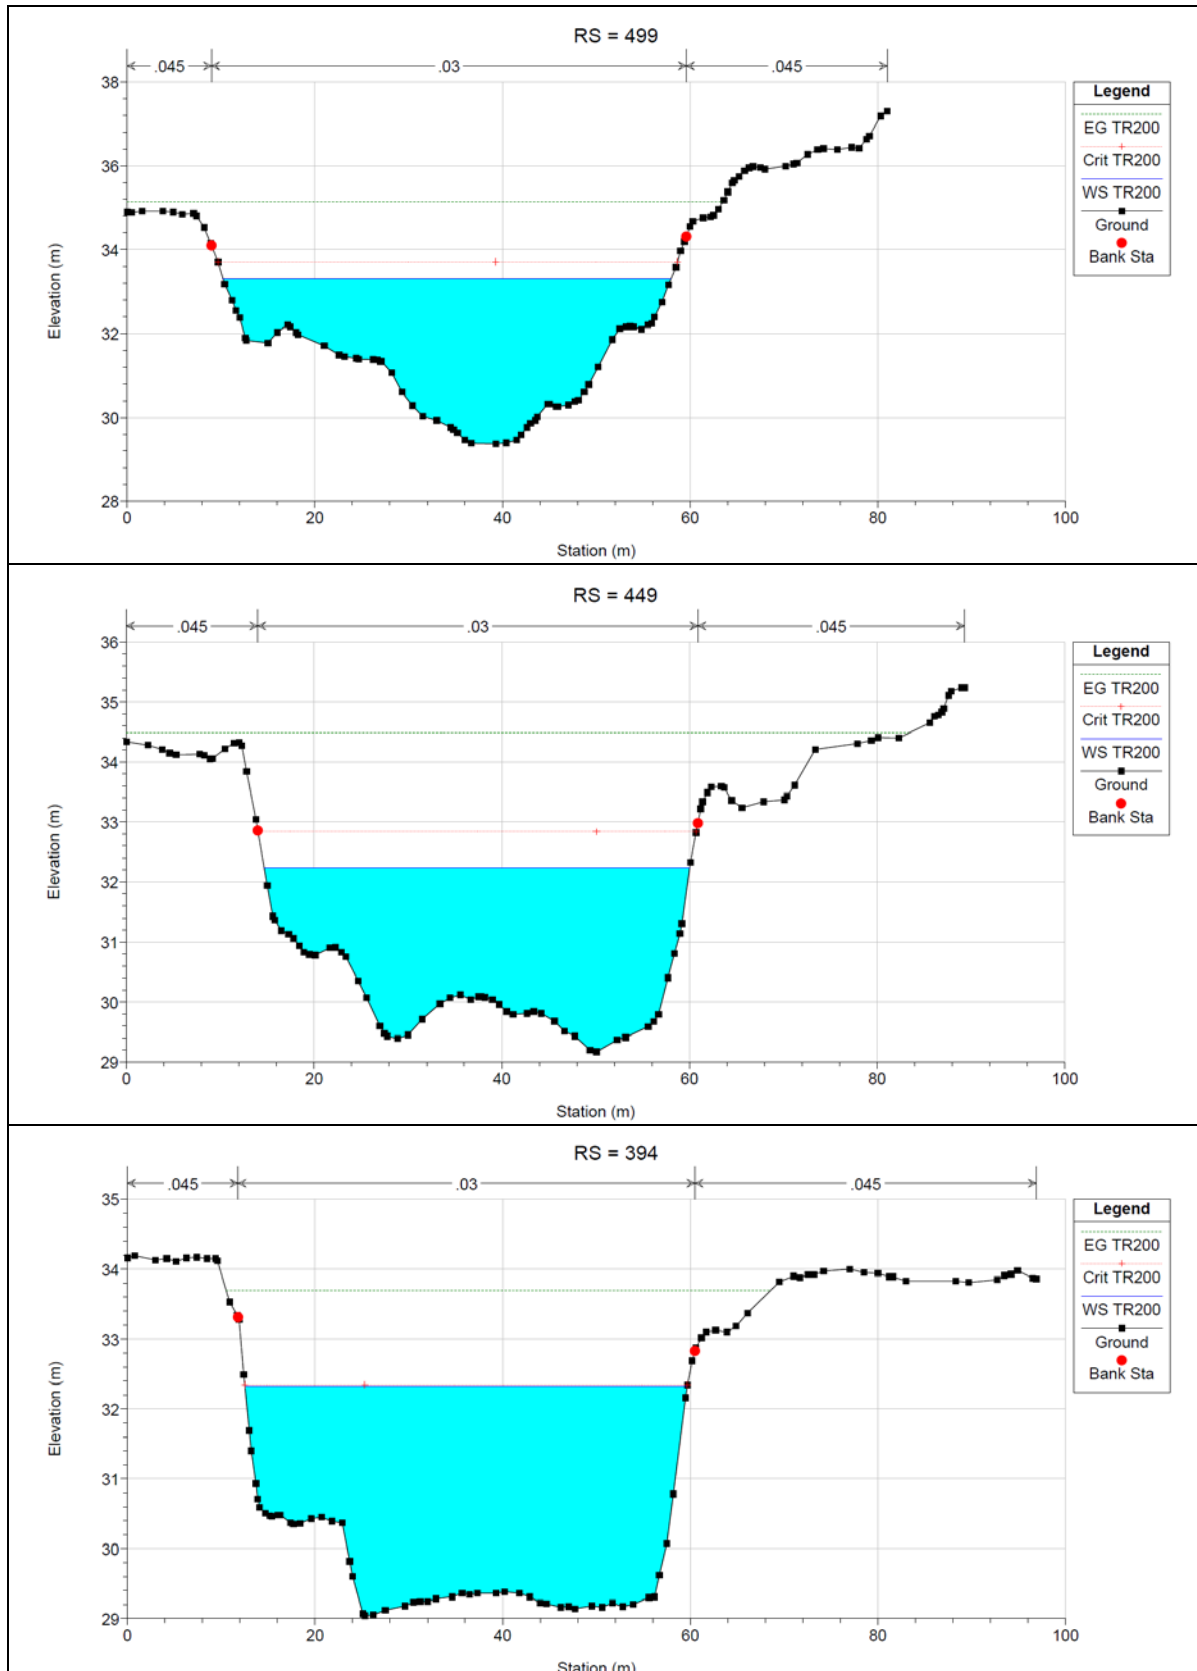 RS = 499
.045 .03 .045
38
36
34
32
30
28
0 20 40 60 80 100
Elevation (m)
Station (m)
Legend
EG TR200
Crit TR200
WS TR200
Ground
Bank Sta
RS = 449
.045 .03 .045
36
35
34
33
32
31
30
29
0 20 40 60 80 100
Elevation (m)
Station (m)
Legend
EG TR200
Crit TR200
WS TR200
Ground
Bank Sta
RS = 394
.045 .03 .045
35
34
33
32
31
30
29
0 20 40 60 80 100
Elevation (m)
Station (m)
Legend
EG TR200
Crit TR200
WS TR200
Ground
Bank Sta